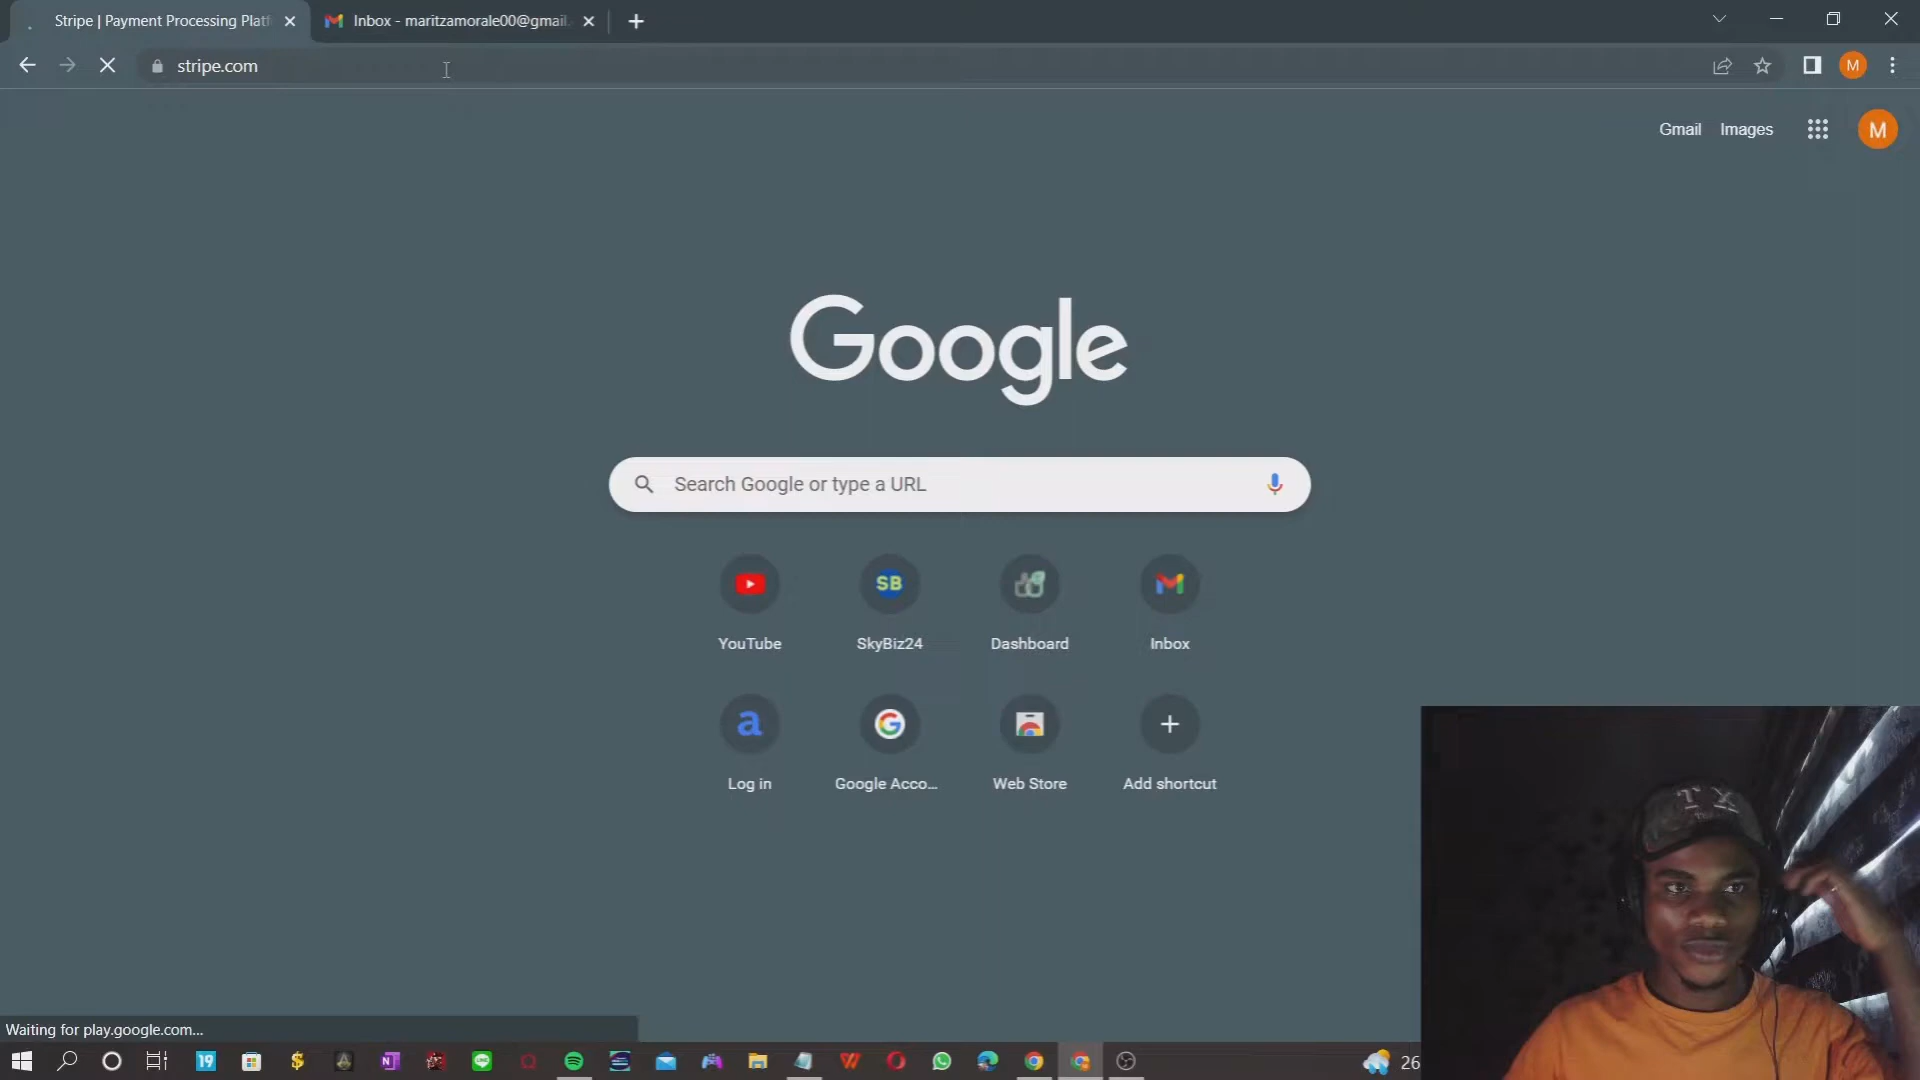 Stripe | Payment Processing Platf
Inbox - maritzamorale00@gmail.
stripe.com
M
Gmail
Images
M
Google
Search Google or type a URL
SB
YouTube
SkyBiz24
Dashboard
Inbox
a
G
Log in
Google Acco...
Web Store
Add shortcut
TX
Waiting for play.google.com...
19
26